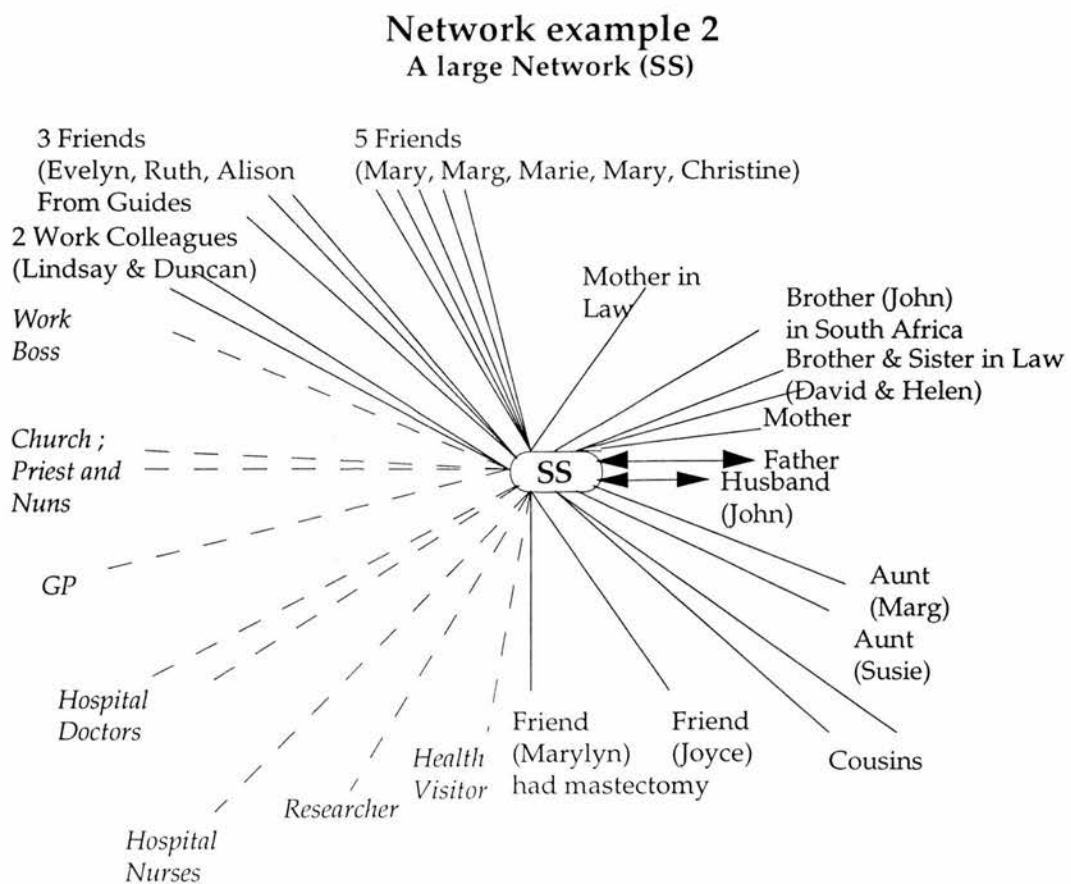 Network example 2
A large Network (SS)
3 Friends
(Evelyn, Ruth, Alison
From Guides
5 Friends
(Mary, Marg, Marie, Mary, Christine)
2 Work Colleagues
(Lindsay & Duncan)
Work
Boss
Mother in
Law
Brother (John)
in South Africa
Brother & Sister in Law
(David & Helen)
Mother
Church ;
Priest and
Nuns
SS
Father
Husband
(John)
GP
Aunt
(Marg)
Aunt
(Susie)
Hospital
Doctors
Health
Visitor
Friend
(Marylyn)
had mastectomy
Friend
(Joyce)
Cousins
Researcher
Hospital
Nurses